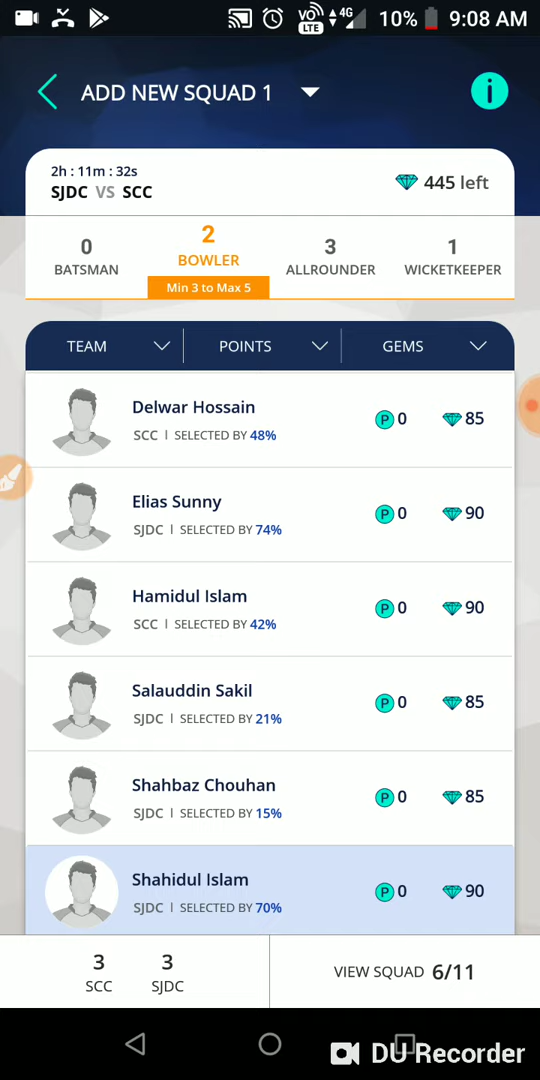 VO LTE 4G 10% 9:08 AM
ADD NEW SQUAD 1 i
2h : 11m : 32s
SJDC VS SCC
445 left
0 2 3 1
BATSMAN BOWLER ALLROUNDER WICKETKEEPER
Min 3 to Max 5
TEAM POINTS GEMS
Delwar Hossain
SCC | SELECTED BY 48%
P 0 85
Elias Sunny
SJDC | SELECTED BY 74%
P 0 90
Hamidul Islam
SCC | SELECTED BY 42%
P 0 90
Salauddin Sakil
SJDC | SELECTED BY 21%
P 0 85
Shahbaz Chouhan
SJDC | SELECTED BY 15%
P 0 85
Shahidul Islam
SJDC | SELECTED BY 70%
P 0 90
3 3
SCC SJDC
VIEW SQUAD 6/11
DU Recorder